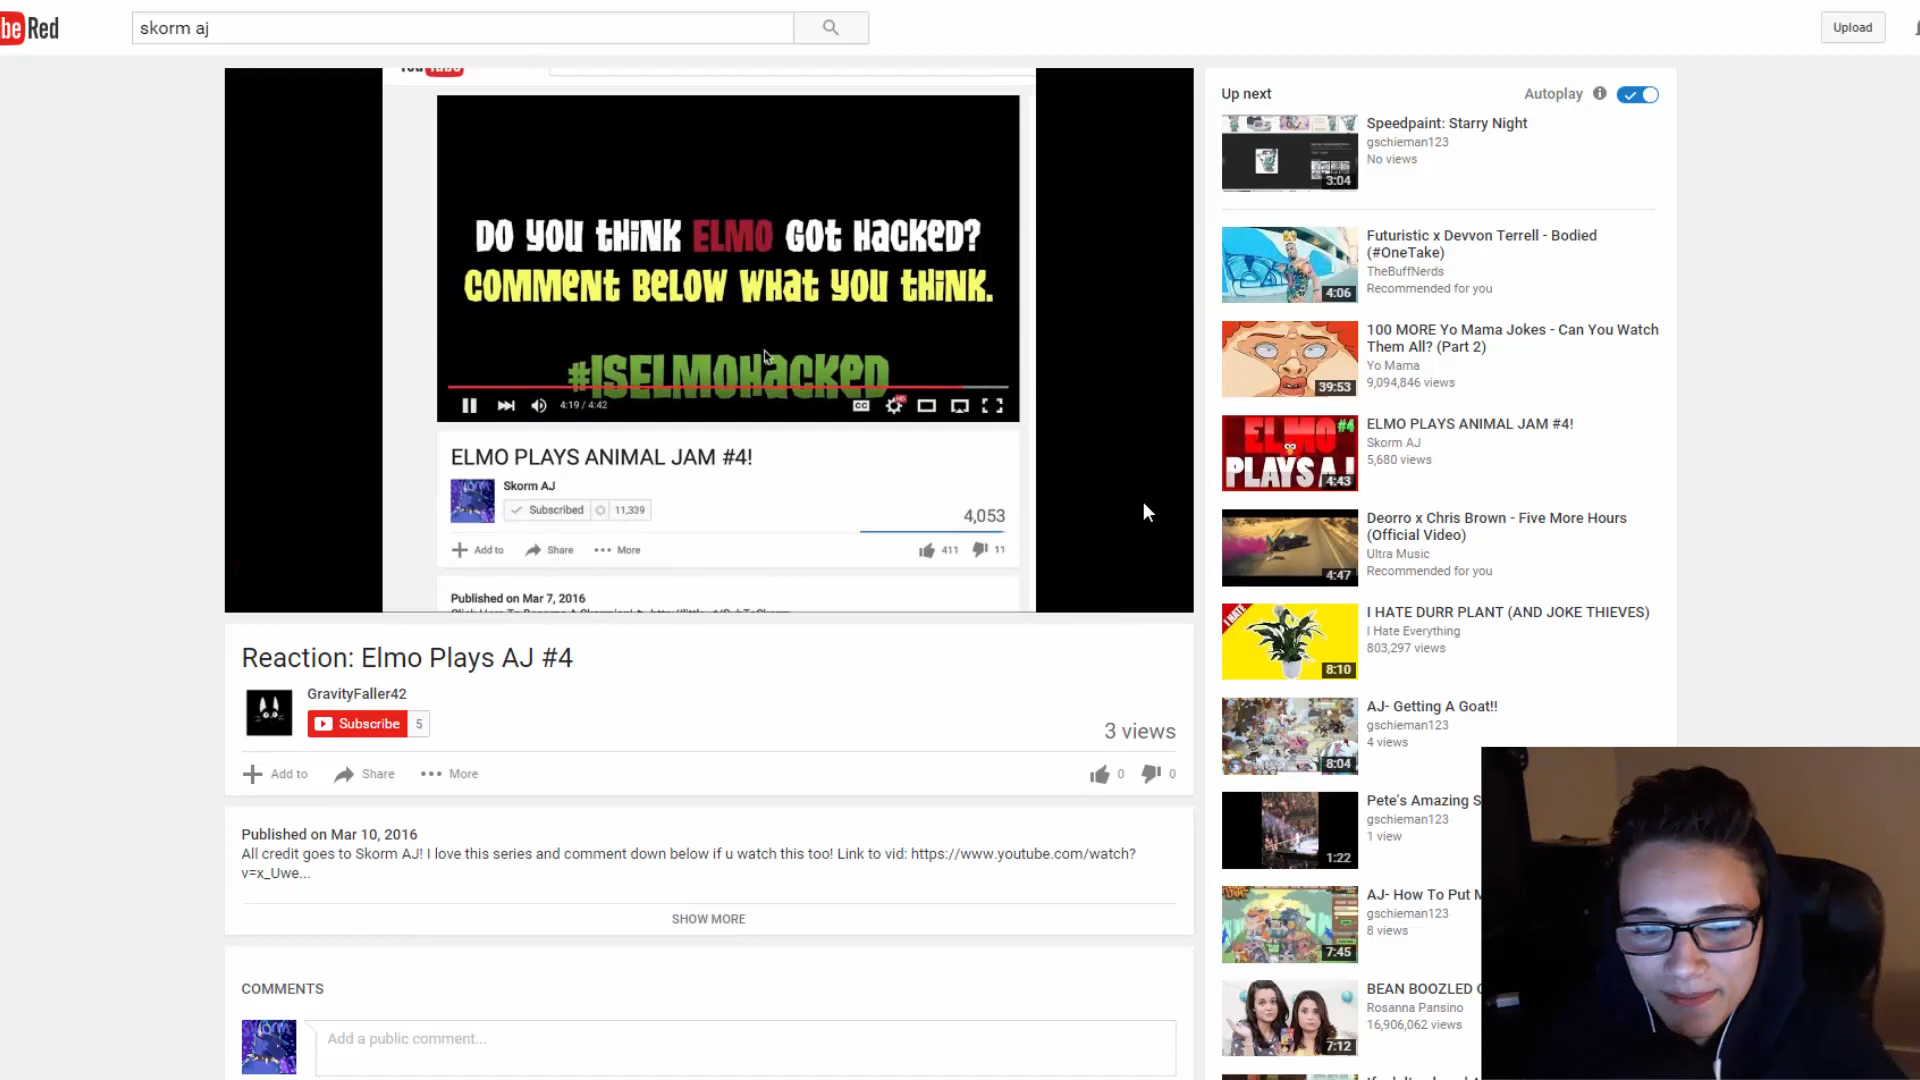 be Red
skorm aj
Upload
You Tube
DO YOU THINK ELMO GOT HACKED?
COMMENT BELOW WHAT YOU THINK.
#ISELMOHACKED
4:19 / 4:42
CC
HD
ELMO PLAYS ANIMAL JAM #4!
Skorm AJ
Subscribed 11,339
4,053
Add to Share More 411 11
Published on Mar 7, 2016
Reaction: Elmo Plays AJ #4
GravityFaller42
Subscribe 5
3 views
Add to Share More 0 0
Published on Mar 10, 2016
All credit goes to Skorm AJ! I love this series and comment down below if u watch this too! Link to vid: https://www.youtube.com/watch?
v=x_Uwe...
SHOW MORE
COMMENTS
Add a public comment...
Up next Autoplay
Speedpaint: Starry Night
gschieman123
No views
3:04
Futuristic x Devvon Terrell - Bodied
(#OneTake)
TheBuffNerds
Recommended for you
4:06
100 MORE Yo Mama Jokes - Can You Watch
Them All? (Part 2)
Yo Mama
9,094,846 views
39:53
ELMO #4
PLAYS AJ
4:43
ELMO PLAYS ANIMAL JAM #4!
Skorm AJ
5,680 views
Deorro x Chris Brown - Five More Hours
(Official Video)
Ultra Music
Recommended for you
4:47
I HATE
I HATE DURR PLANT (AND JOKE THIEVES)
I Hate Everything
803,297 views
8:10
AJ- Getting A Goat!!
gschieman123
4 views
8:04
Pete's Amazing S
gschieman123
1 view
1:22
AJ- How To Put
gschieman123
8 views
7:45
BEAN BOOZLED
Rosanna Pansino
16,906,062 views
7:12